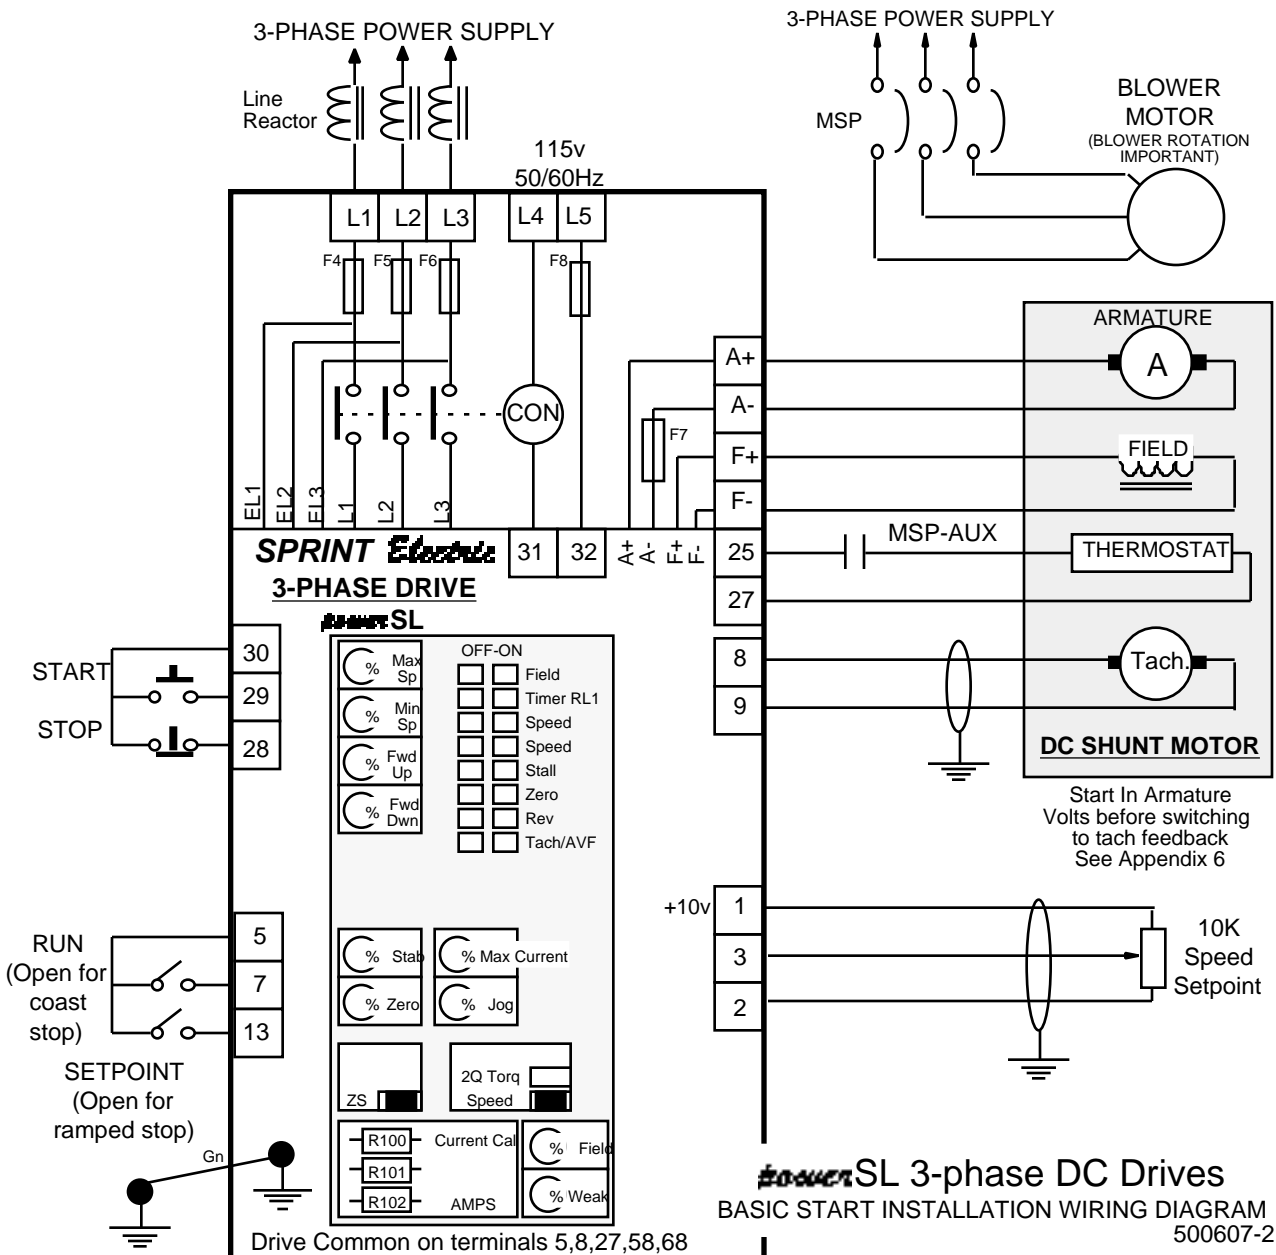 3-PHASE POWER SUPPLY
3-PHASE POWER SUPPLY
Line
Reactor
MSP
BLOWER
MOTOR
(BLOWER ROTATION
IMPORTANT)
115v
50/60Hz
L1 L2 L3 L4 L5
F4 F5 F6 F8
ARMATURE
A+
A
A-
CON
F7
F+
FIELD
F-
EL1 EL2 EL3 L1 L2 L3
A+ A- F+ F-
SPRINT Electric
31 32
25
MSP-AUX
THERMOSTAT
3-PHASE DRIVE
27
power SL
30
START
29
STOP
28
8
Tach.
9
DC SHUNT MOTOR
OFF-ON
% Max
Sp
% Min
Sp
% Fwd
Up
% Fwd
Dwn
Field
Timer RL1
Speed
Speed
Stall
Zero
Rev
Tach/AVF
Start In Armature
Volts before switching
to tach feedback
See Appendix 6
+10v
1
3
2
10K
Speed
Setpoint
5
RUN
(Open for
coast
stop)
7
13
% Stab
% Max Current
% Zero
% Jog
SETPOINT
(Open for
ramped stop)
2Q Torq
ZS
Speed
Gn
R100
Current Cal
R101
R102
AMPS
% Field
% Weak
power SL 3-phase DC Drives
BASIC START INSTALLATION WIRING DIAGRAM
500607-2
Drive Common on terminals 5,8,27,58,68